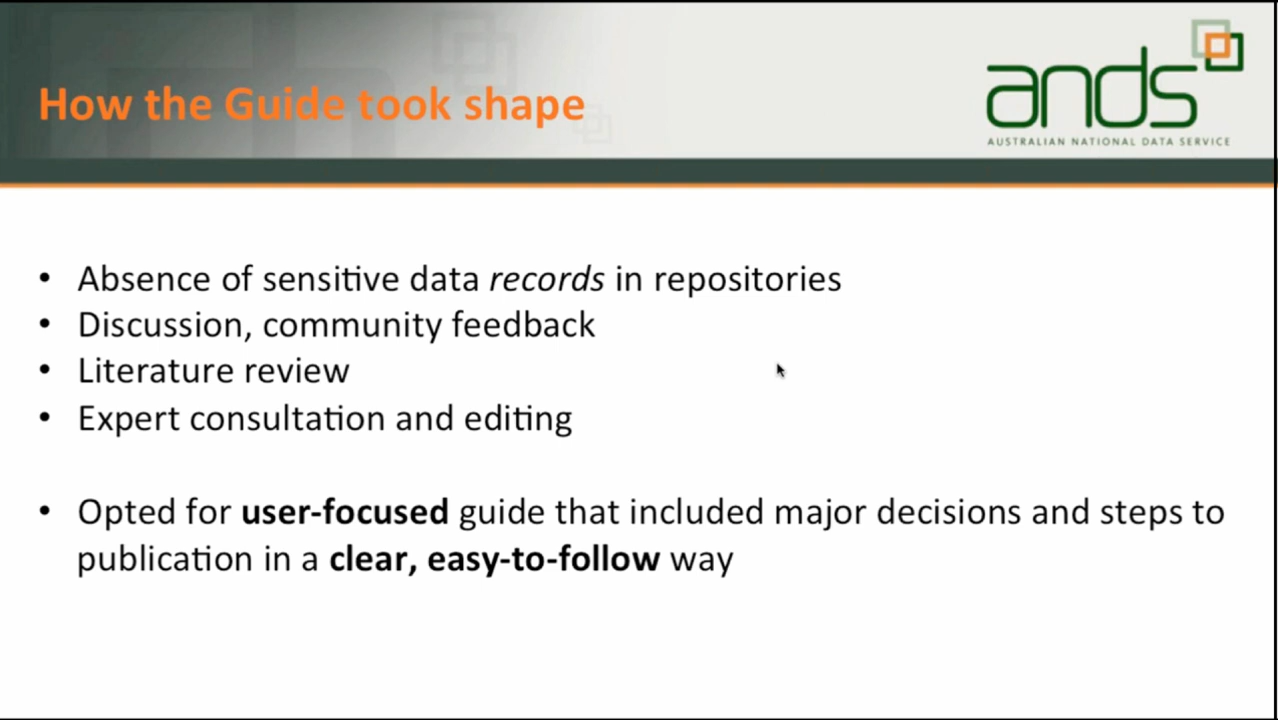 How the Guide took shape
ands
AUSTRALIAN NATIONAL DATA SERVICE
• Absence of sensitive data records in repositories
• Discussion, community feedback
• Literature review
• Expert consultation and editing
• Opted for user-focused guide that included major decisions and steps to
publication in a clear, easy-to-follow way